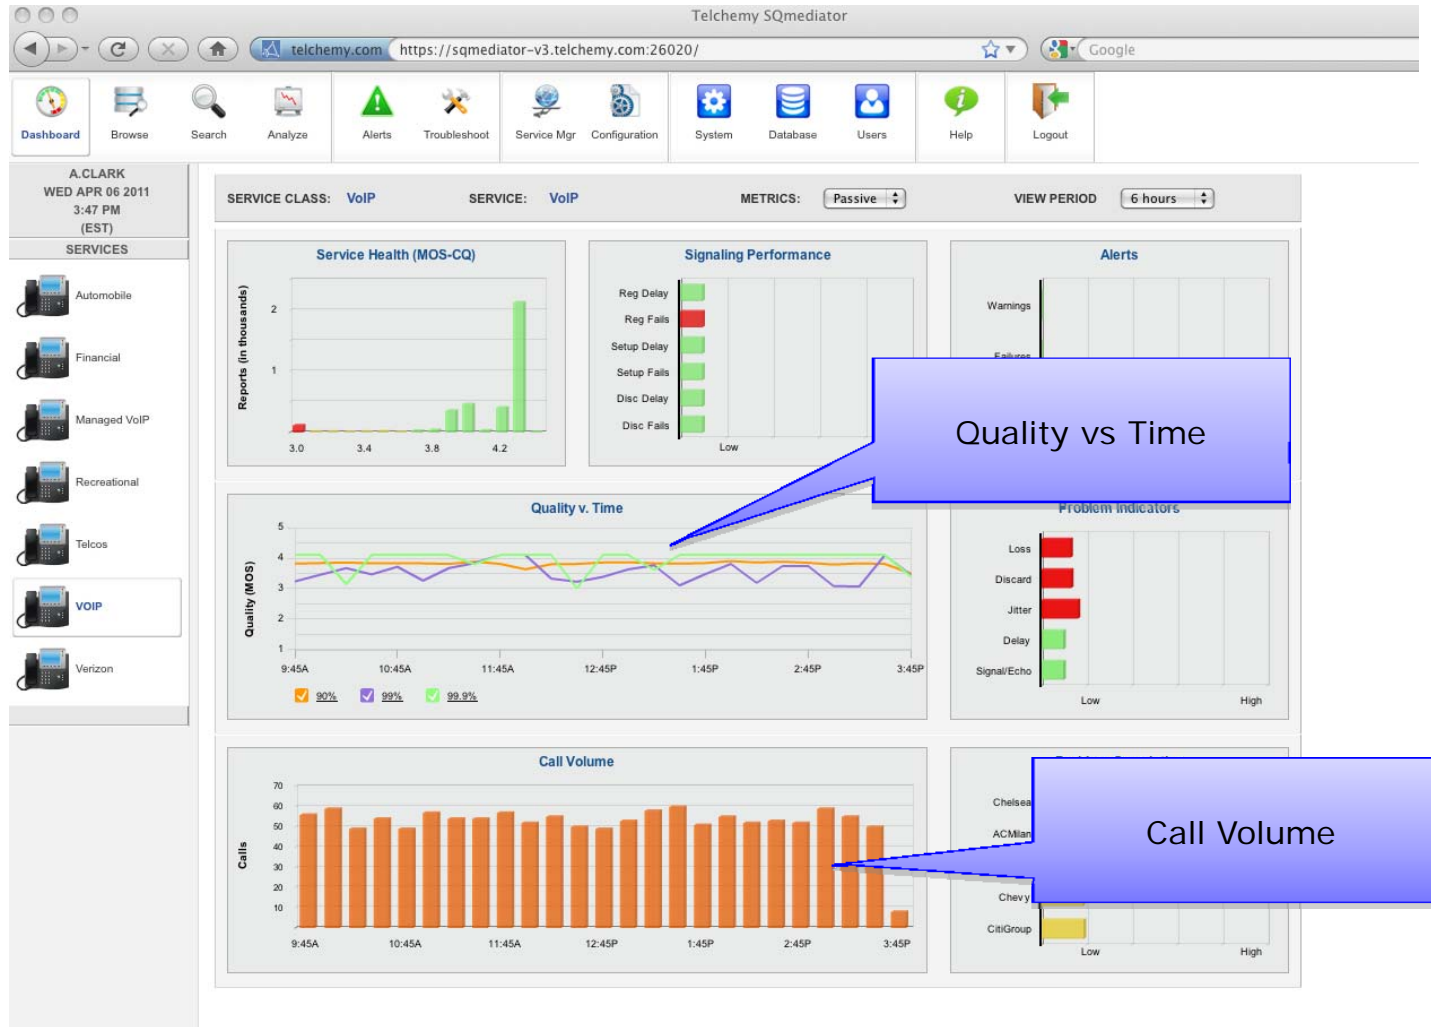 Telchemy SQmediator
telchemy.com https://sqmediator-v3.telchemy.com:26020/ Google
Dashboard Browse Search Analyze Alerts Troubleshoot Service Mgr Configuration System Database Users Help Logout
A.CLARK
WED APR 06 2011
3:47 PM
(EST)
SERVICES
Automobile
Financial
Managed VoIP
Recreational
Telcos
VOIP
Verizon
SERVICE CLASS: VoIP SERVICE: VoIP METRICS: Passive VIEW PERIOD 6 hours
Service Health (MOS-CQ)
Reports (in thousands)
2
1
3.0 3.4 3.8 4.2
Signaling Performance
Reg Delay
Reg Fails
Setup Delay
Setup Fails
Disc Delay
Disc Fails
Low
Alerts
Warnings
Failures
Quality vs Time
Quality v. Time
Quality (MOS)
5
4
3
2
1
9:45A 10:45A 11:45A 12:45P 1:45P 2:45P 3:45P
90% 99% 99.9%
Problem Indicators
Loss
Discard
Jitter
Delay
Signal/Echo
Low High
Call Volume
Calls
70
60
50
40
30
20
10
9:45A 10:45A 11:45A 12:45P 1:45P 2:45P 3:45P
Chelsea
ACMilan
Chevy
CitiGroup
Low High
Call Volume